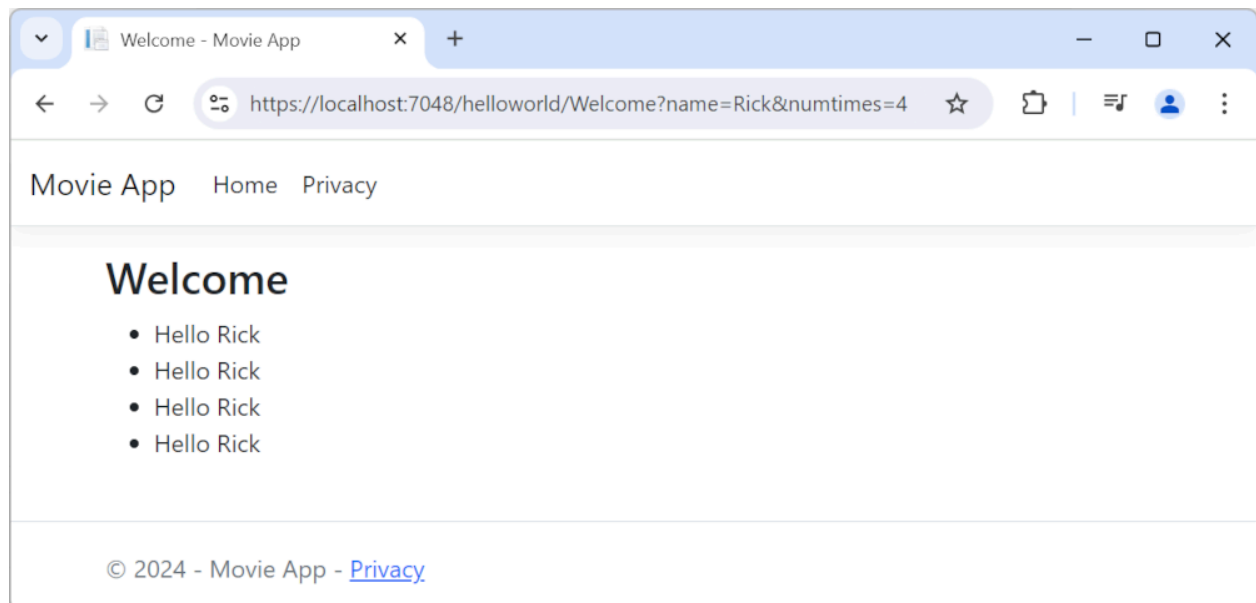 Welcome - Movie App
https://localhost:7048/helloworld/Welcome?name=Rick&numtimes=4
Movie App Home Privacy
Welcome
• Hello Rick
• Hello Rick
• Hello Rick
• Hello Rick
© 2024 - Movie App - Privacy